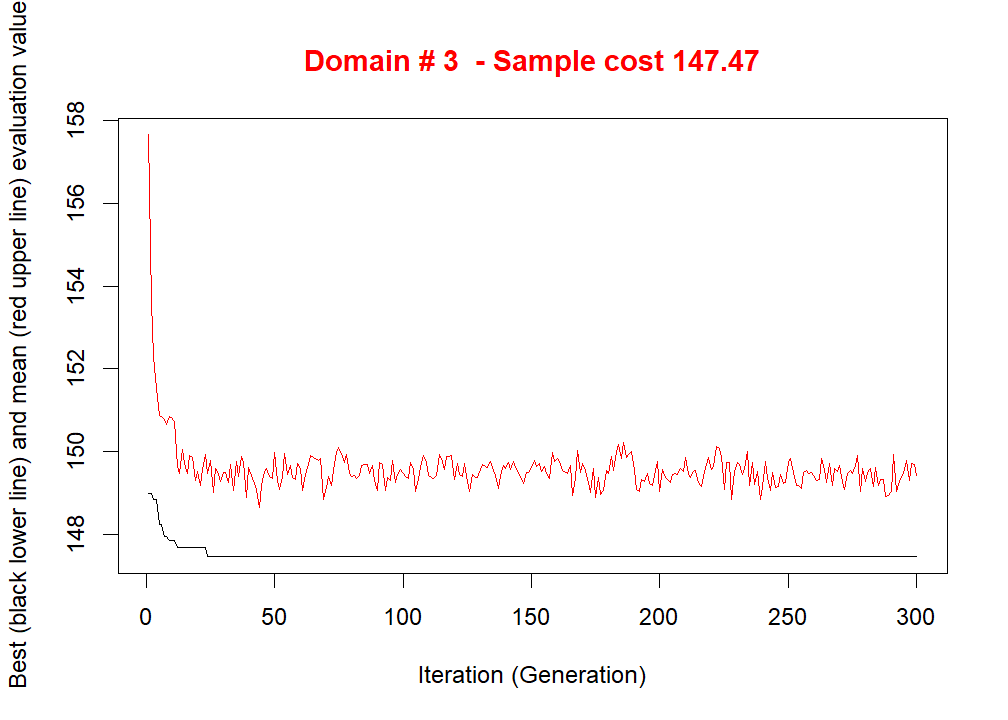 Domain # 3  - Sample cost 147.47
Best (black lower line) and mean (red upper line) evaluation value
158
156
154
152
150
148
0 50 100 150 200 250 300
Iteration (Generation)